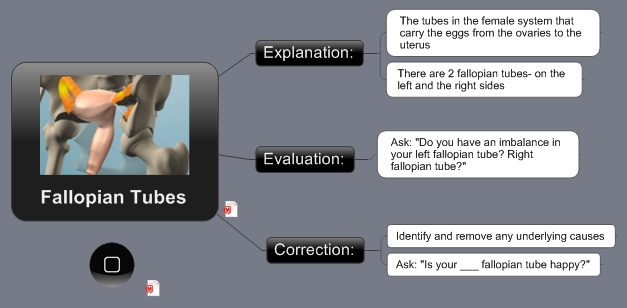 Fallopian Tubes
Explanation:
The tubes in the female system that
carry the eggs from the ovaries to the
uterus
There are 2 fallopian tubes- on the
left and the right sides
Evaluation:
Ask: "Do you have an imbalance in
your left fallopian tube? Right
fallopian tube?"
Correction:
Identify and remove any underlying causes
Ask: "Is your ___ fallopian tube happy?"